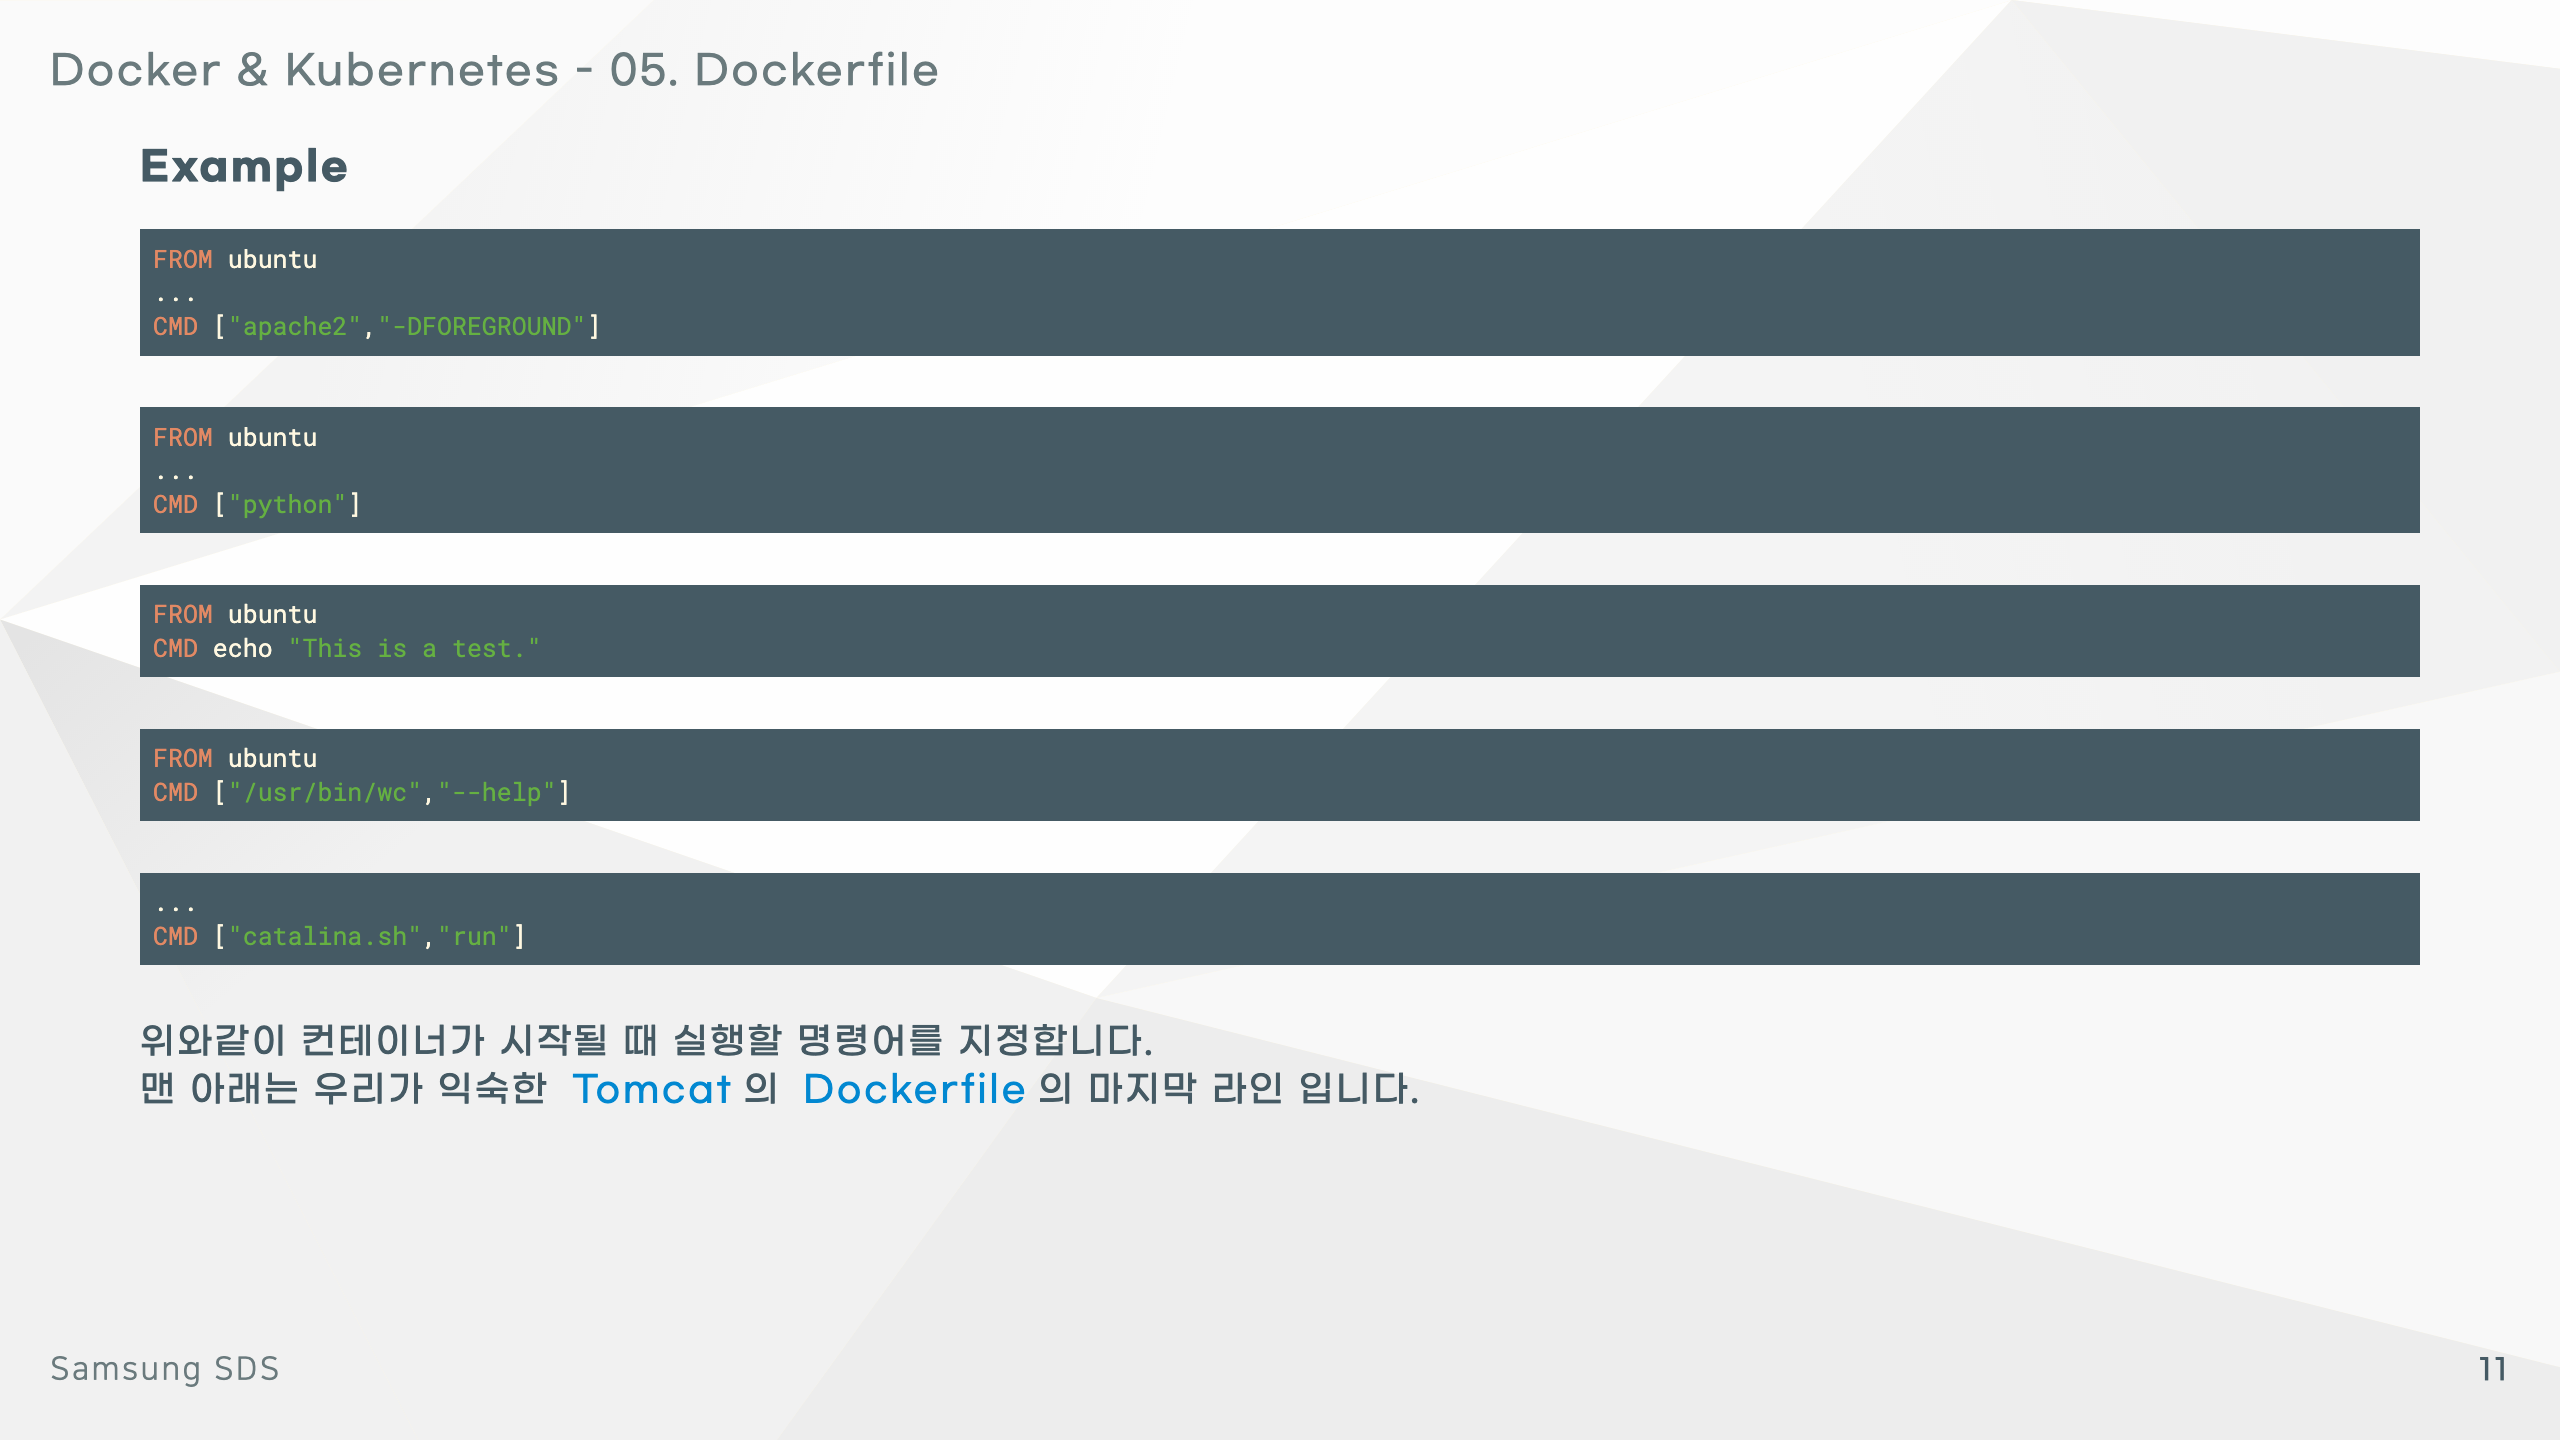 Docker & Kubernetes - 05. Dockerfile
Example
FROM ubuntu
...
CMD ["apache2","-DFOREGROUND"]
FROM ubuntu
...
CMD ["python"]
FROM ubuntu
CMD echo "This is a test."
FROM ubuntu
CMD ["/usr/bin/wc","--help"]
...
CMD ["catalina.sh","run"]
위와같이 컨테이너가 시작될 때 실행할 명령어를 지정합니다.
맨 아래는 우리가 익숙한 Tomcat 의 Dockerfile 의 마지막 라인 입니다.
Samsung SDS
11